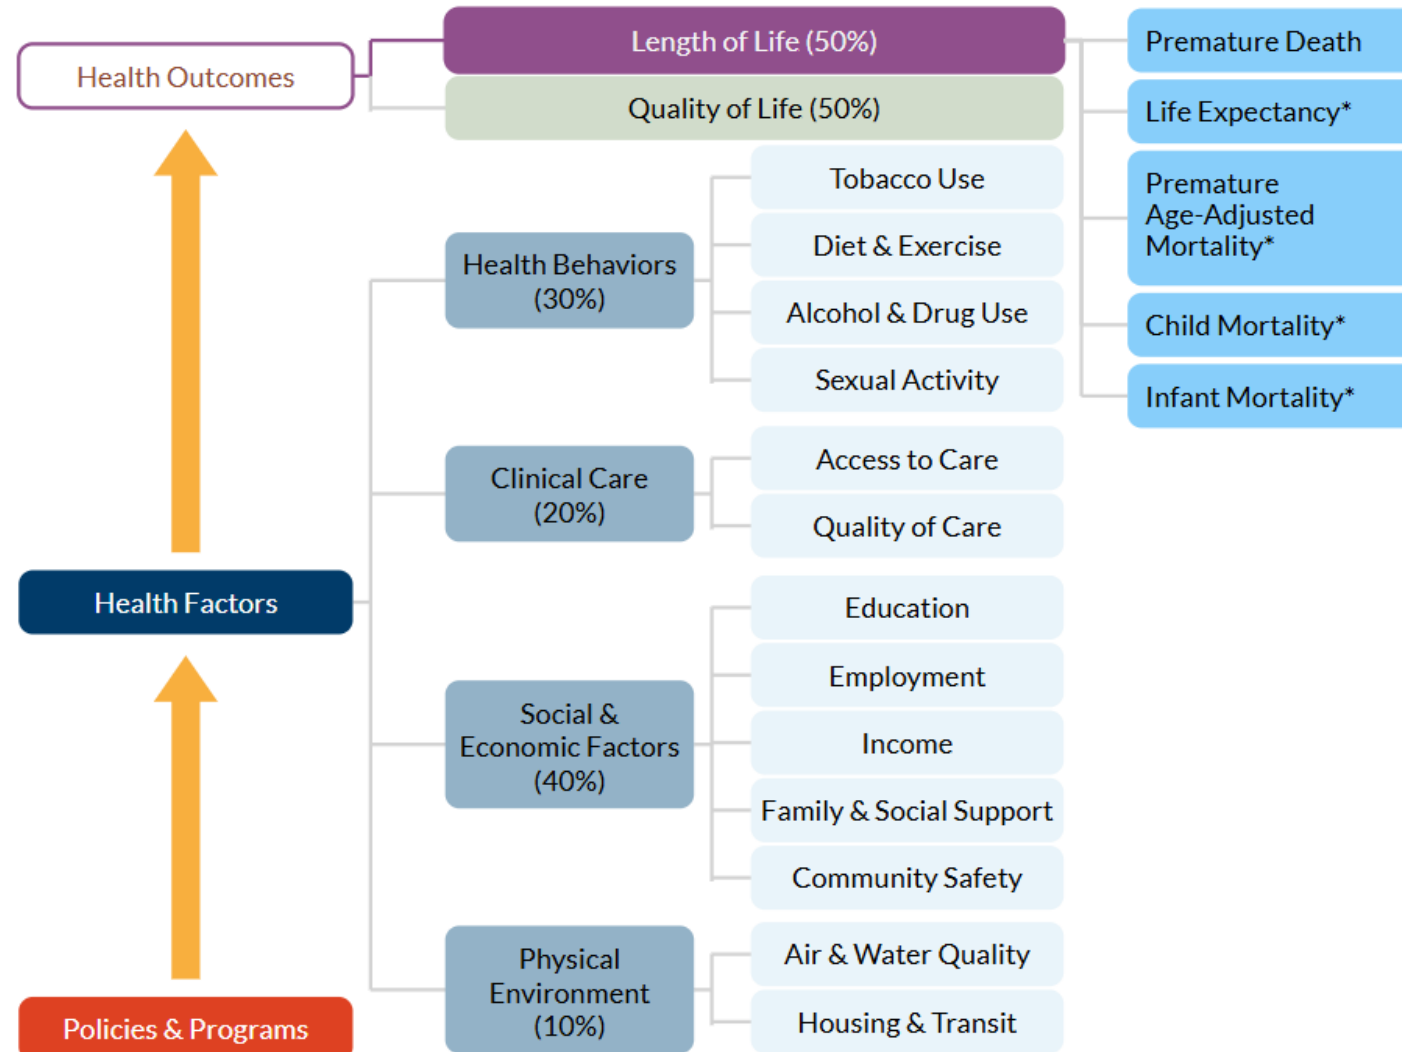 Health Outcomes
Length of Life (50%)
Quality of Life (50%)
Premature Death
Life Expectancy*
Premature
Age-Adjusted
Mortality*
Child Mortality*
Infant Mortality*
Health Factors
Health Behaviors
(30%)
Tobacco Use
Diet & Exercise
Alcohol & Drug Use
Sexual Activity
Clinical Care
(20%)
Access to Care
Quality of Care
Social &
Economic Factors
(40%)
Education
Employment
Income
Family & Social Support
Community Safety
Physical
Environment
(10%)
Air & Water Quality
Housing & Transit
Policies & Programs